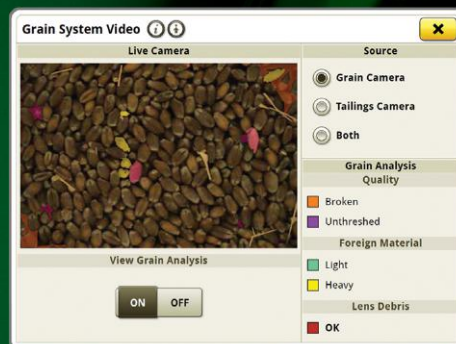 Grain System Video
Live Camera
Source
Grain Camera
Tailings Camera
Both
Grain Analysis
Quality
Broken
Unthreshed
Foreign Material
Light
Heavy
Lens Debris
OK
View Grain Analysis
ON OFF